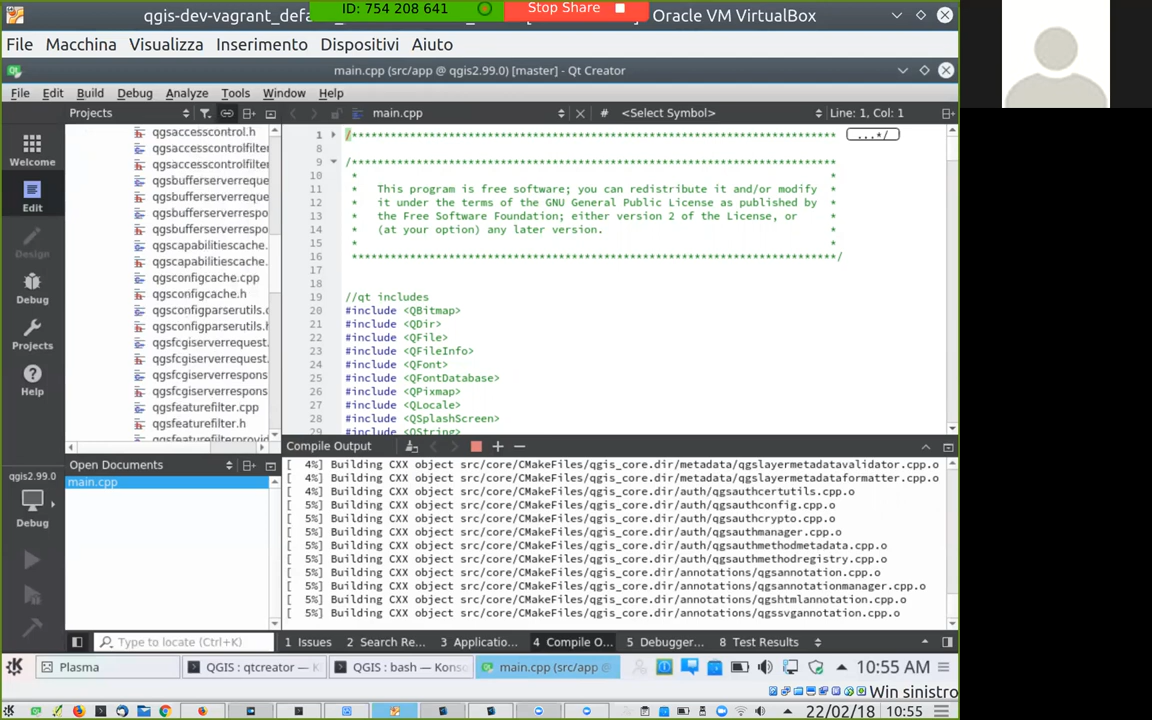 ID: 754 208 641
Stop Share
qgis-dev-vagrant_defa
Oracle VM VirtualBox
File Macchina Visualizza Inserimento Dispositivi Aiuto
main.cpp (src/app @ qgis2.99.0) [master] - Qt Creator
File Edit Build Debug Analyze Tools Window Help
Projects
main.cpp
# <Select Symbol>
Line: 1, Col: 1
Welcome
Edit
Design
Debug
Projects
Help
qgis2.99.0
Debug
qgsaccesscontrol.h
qgsaccesscontrolfilter
qgsaccesscontrolfilter
qgsbufferserverreque
qgsbufferserverreque
qgsbufferserverrespo
qgsbufferserverrespo
qgscapabilitiescache.
qgscapabilitiescache.
qgsconfigcache.cpp
qgsconfigcache.h
qgsconfigparserutils.c
qgsconfigparserutils.h
qgsfcgiserverrequest.
qgsfcgiserverrequest.
qgsfcgiserverrespons
qgsfcgiserverrespons
qgsfeaturefilter.cpp
qgsfeaturefilter.h
qgsfeaturefilterprovid
Open Documents
main.cpp
1 /*************************************************************************** ...*/
8
9 /***************************************************************************
10 * *
11 * This program is free software; you can redistribute it and/or modify *
12 * it under the terms of the GNU General Public License as published by *
13 * the Free Software Foundation; either version 2 of the License, or *
14 * (at your option) any later version. *
15 * *
16 ***************************************************************************/
17
18
19 //qt includes
20 #include <QBitmap>
21 #include <QDir>
22 #include <QFile>
23 #include <QFileInfo>
24 #include <QFont>
25 #include <QFontDatabase>
26 #include <QPixmap>
27 #include <QLocale>
28 #include <QSplashScreen>
29 #include <QString>
Compile Output
[ 4%] Building CXX object src/core/CMakeFiles/qgis_core.dir/metadata/qgslayermetadatavalidator.cpp.o
[ 4%] Building CXX object src/core/CMakeFiles/qgis_core.dir/metadata/qgslayermetadataformatter.cpp.o
[ 5%] Building CXX object src/core/CMakeFiles/qgis_core.dir/auth/qgsauthcertutils.cpp.o
[ 5%] Building CXX object src/core/CMakeFiles/qgis_core.dir/auth/qgsauthconfig.cpp.o
[ 5%] Building CXX object src/core/CMakeFiles/qgis_core.dir/auth/qgsauthcrypto.cpp.o
[ 5%] Building CXX object src/core/CMakeFiles/qgis_core.dir/auth/qgsauthmanager.cpp.o
[ 5%] Building CXX object src/core/CMakeFiles/qgis_core.dir/auth/qgsauthmethodmetadata.cpp.o
[ 5%] Building CXX object src/core/CMakeFiles/qgis_core.dir/auth/qgsauthmethodregistry.cpp.o
[ 5%] Building CXX object src/core/CMakeFiles/qgis_core.dir/annotations/qgsannotation.cpp.o
[ 5%] Building CXX object src/core/CMakeFiles/qgis_core.dir/annotations/qgsannotationmanager.cpp.o
[ 5%] Building CXX object src/core/CMakeFiles/qgis_core.dir/annotations/qgshtmlannotation.cpp.o
[ 5%] Building CXX object src/core/CMakeFiles/qgis_core.dir/annotations/qgssvgannotation.cpp.o
Type to locate (Ctrl+K)
1 Issues 2 Search Re... 3 Applicatio... 4 Compile O... 5 Debugger... 8 Test Results
Plasma
QGIS : qtcreator — K
QGIS : bash — Konso
main.cpp (src/app @
10:55 AM
Win sinistro
22/02/18 10:55